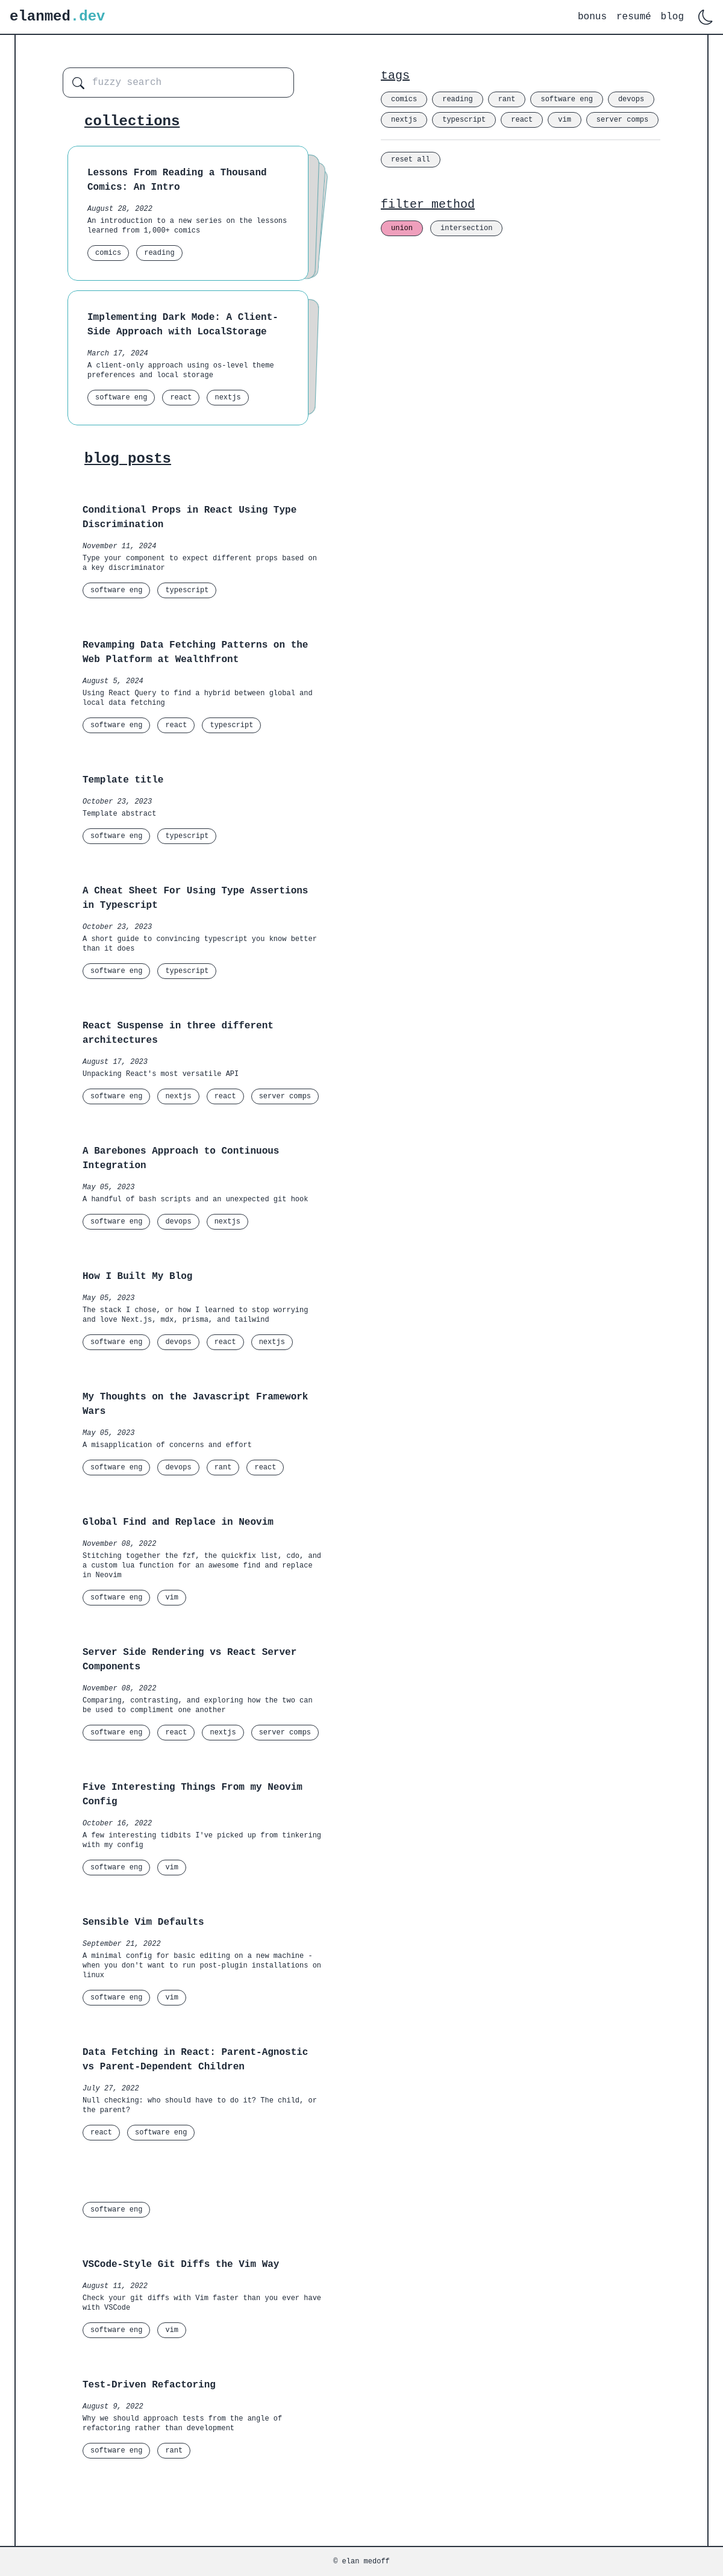 elanmed.dev
bonus resumé blog
fuzzy search
collections
Lessons From Reading a Thousand
Comics: An Intro
August 28, 2022
An introduction to a new series on the lessons
learned from 1,000+ comics
comics reading
Implementing Dark Mode: A Client-
Side Approach with LocalStorage
March 17, 2024
A client-only approach using os-level theme
preferences and local storage
software eng react nextjs
blog posts
Conditional Props in React Using Type
Discrimination
November 11, 2024
Type your component to expect different props based on
a key discriminator
software eng typescript
Revamping Data Fetching Patterns on the
Web Platform at Wealthfront
August 5, 2024
Using React Query to find a hybrid between global and
local data fetching
software eng react typescript
Template title
October 23, 2023
Template abstract
software eng typescript
A Cheat Sheet For Using Type Assertions
in Typescript
October 23, 2023
A short guide to convincing typescript you know better
than it does
software eng typescript
React Suspense in three different
architectures
August 17, 2023
Unpacking React's most versatile API
software eng nextjs react server comps
A Barebones Approach to Continuous
Integration
May 05, 2023
A handful of bash scripts and an unexpected git hook
software eng devops nextjs
How I Built My Blog
May 05, 2023
The stack I chose, or how I learned to stop worrying
and love Next.js, mdx, prisma, and tailwind
software eng devops react nextjs
My Thoughts on the Javascript Framework
Wars
May 05, 2023
A misapplication of concerns and effort
software eng devops rant react
Global Find and Replace in Neovim
November 08, 2022
Stitching together the fzf, the quickfix list, cdo, and
a custom lua function for an awesome find and replace
in Neovim
software eng vim
Server Side Rendering vs React Server
Components
November 08, 2022
Comparing, contrasting, and exploring how the two can
be used to compliment one another
software eng react nextjs server comps
Five Interesting Things From my Neovim
Config
October 16, 2022
A few interesting tidbits I've picked up from tinkering
with my config
software eng vim
Sensible Vim Defaults
September 21, 2022
A minimal config for basic editing on a new machine -
when you don't want to run post-plugin installations on
linux
software eng vim
Data Fetching in React: Parent-Agnostic
vs Parent-Dependent Children
July 27, 2022
Null checking: who should have to do it? The child, or
the parent?
react software eng
software eng
VSCode-Style Git Diffs the Vim Way
August 11, 2022
Check your git diffs with Vim faster than you ever have
with VSCode
software eng vim
Test-Driven Refactoring
August 9, 2022
Why we should approach tests from the angle of
refactoring rather than development
software eng rant
tags
comics reading rant software eng devops
nextjs typescript react vim server comps
reset all
filter method
union intersection
© elan medoff